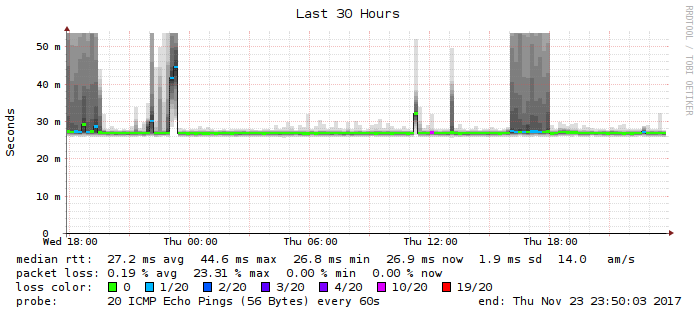 Last 30 Hours
RRDTOOL / TOBI OETIKER
Seconds
50 m
40 m
30 m
20 m
10 m
0
Wed 18:00 Thu 00:00 Thu 06:00 Thu 12:00 Thu 18:00
median rtt: 27.2 ms avg 44.6 ms max 26.8 ms min 26.9 ms now 1.9 ms sd 14.0 am/s
packet loss: 0.19 % avg 23.31 % max 0.00 % min 0.00 % now
loss color: 0 1/20 2/20 3/20 4/20 10/20 19/20
probe: 20 ICMP Echo Pings (56 Bytes) every 60s end: Thu Nov 23 23:50:03 2017